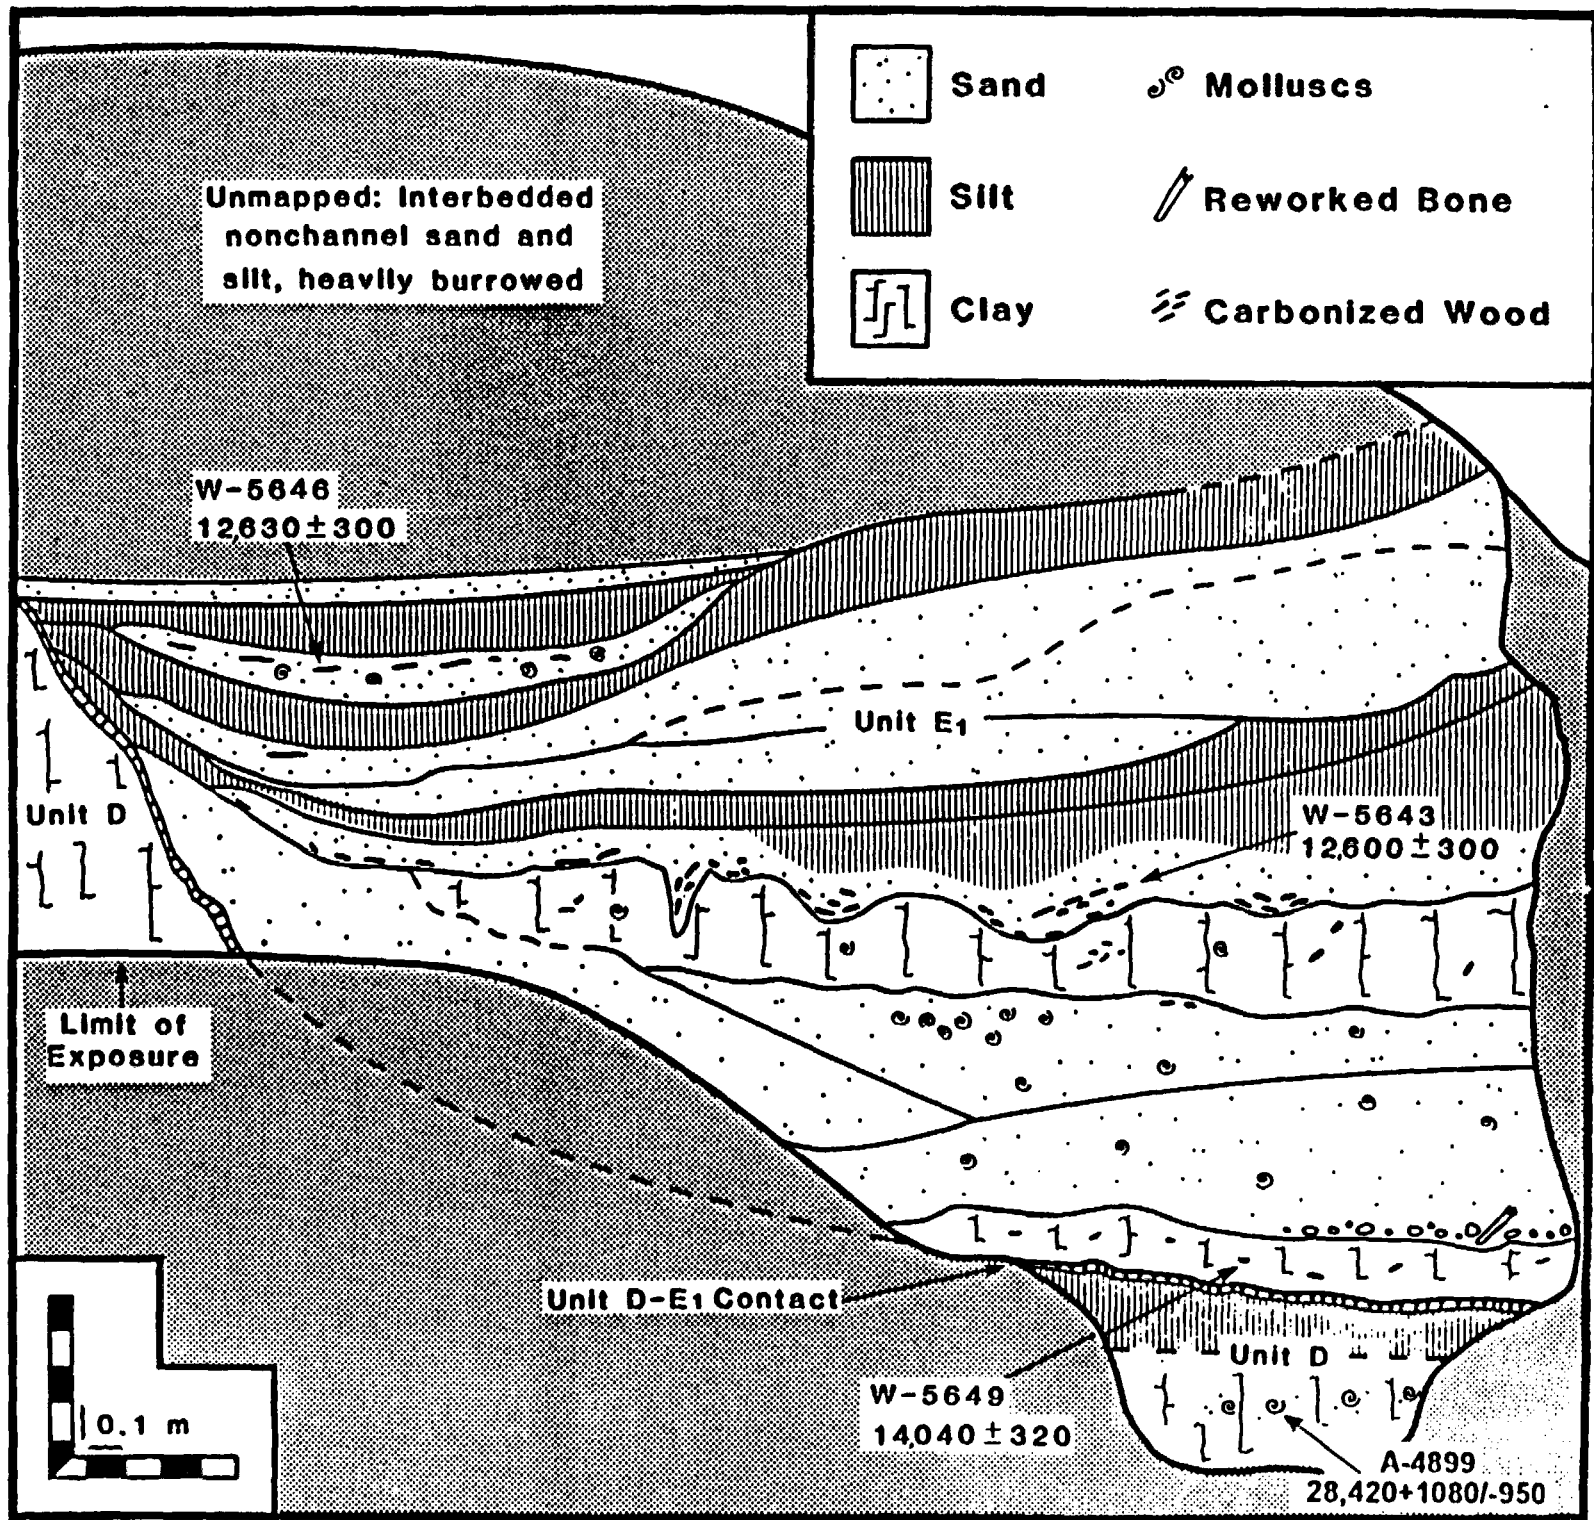 Sand
Molluscs
Silt
Reworked Bone
Clay
Carbonized Wood
Unmapped: Interbedded
nonchannel sand and
silt, heavily burrowed
W-5646
12,630±300
Unit E1
Unit D
W-5643
12,600±300
Limit of
Exposure
Unit D-E1 Contact
Unit D
W-5649
14,040±320
0.1 m
A-4899
28,420+1080/-950